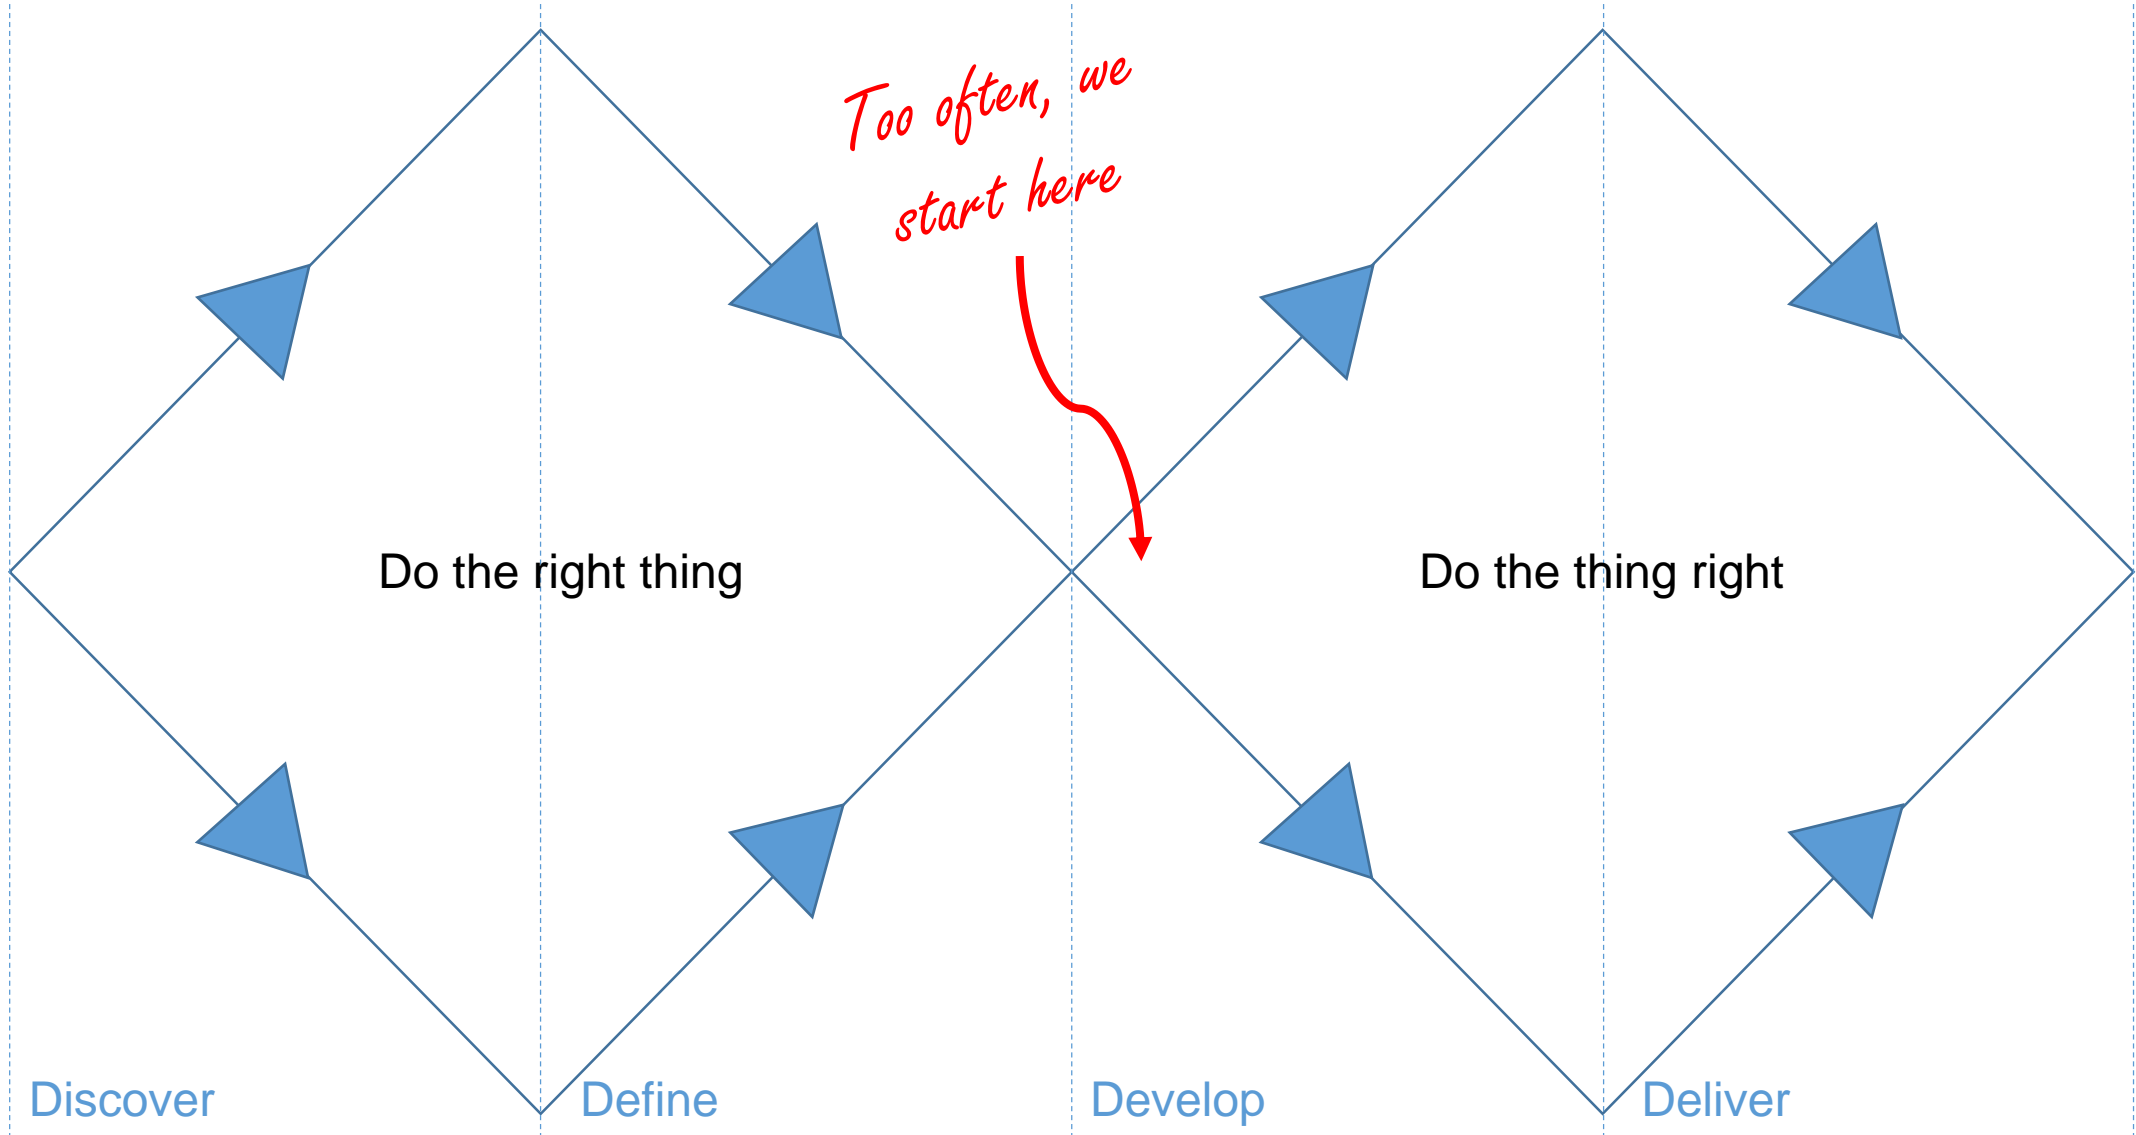 Too often, we
start here
Do the right thing
Do the thing right
Discover
Define
Develop
Deliver